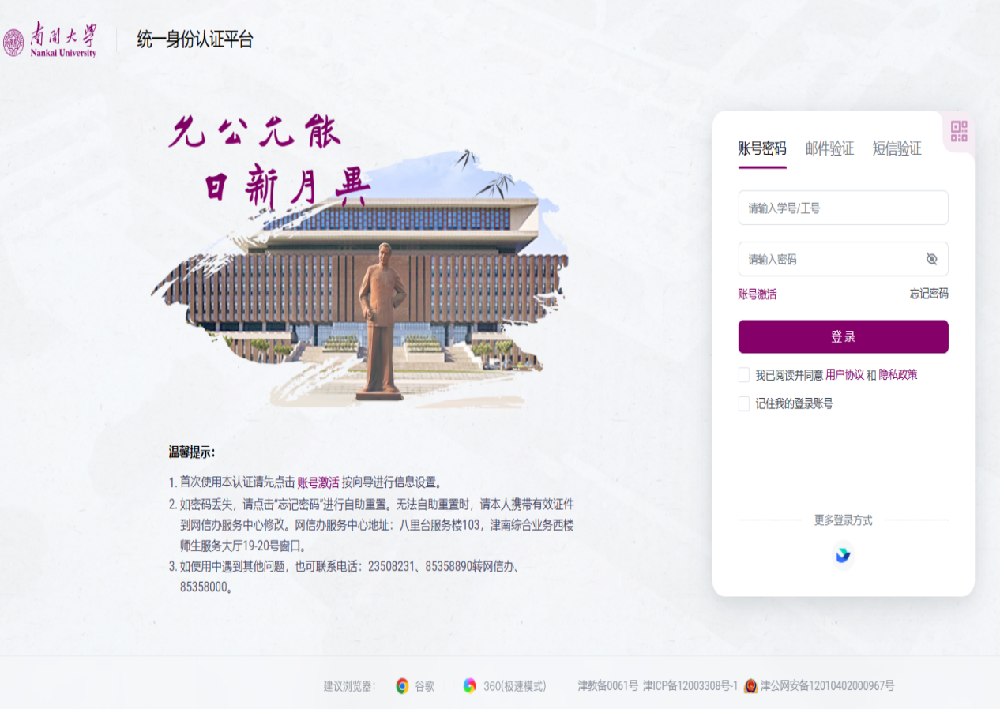 南開大學
Nankai University
统一身份认证平台
允公允能
日新月異
账号密码 邮件验证 短信验证
请输入学号/工号
请输入密码
账号激活 忘记密码
登录
我已阅读并同意 用户协议 和 隐私政策
记住我的登录账号
更多登录方式
温馨提示：
1. 首次使用本认证请先点击 账号激活 按向导进行信息设置。
2. 如密码丢失，请点击“忘记密码”进行自助重置。无法自助重置时，请本人携带有效证件
到网信办服务中心修改。网信办服务中心地址：八里台服务楼103，津南综合业务西楼
师生服务大厅19-20号窗口。
3. 如使用中遇到其他问题，也可联系电话：23508231、85358890转网信办、
85358000。
建议浏览器： 谷歌 360(极速模式) 津教备0061号 津ICP备12003308号-1 津公网安备12010402000967号